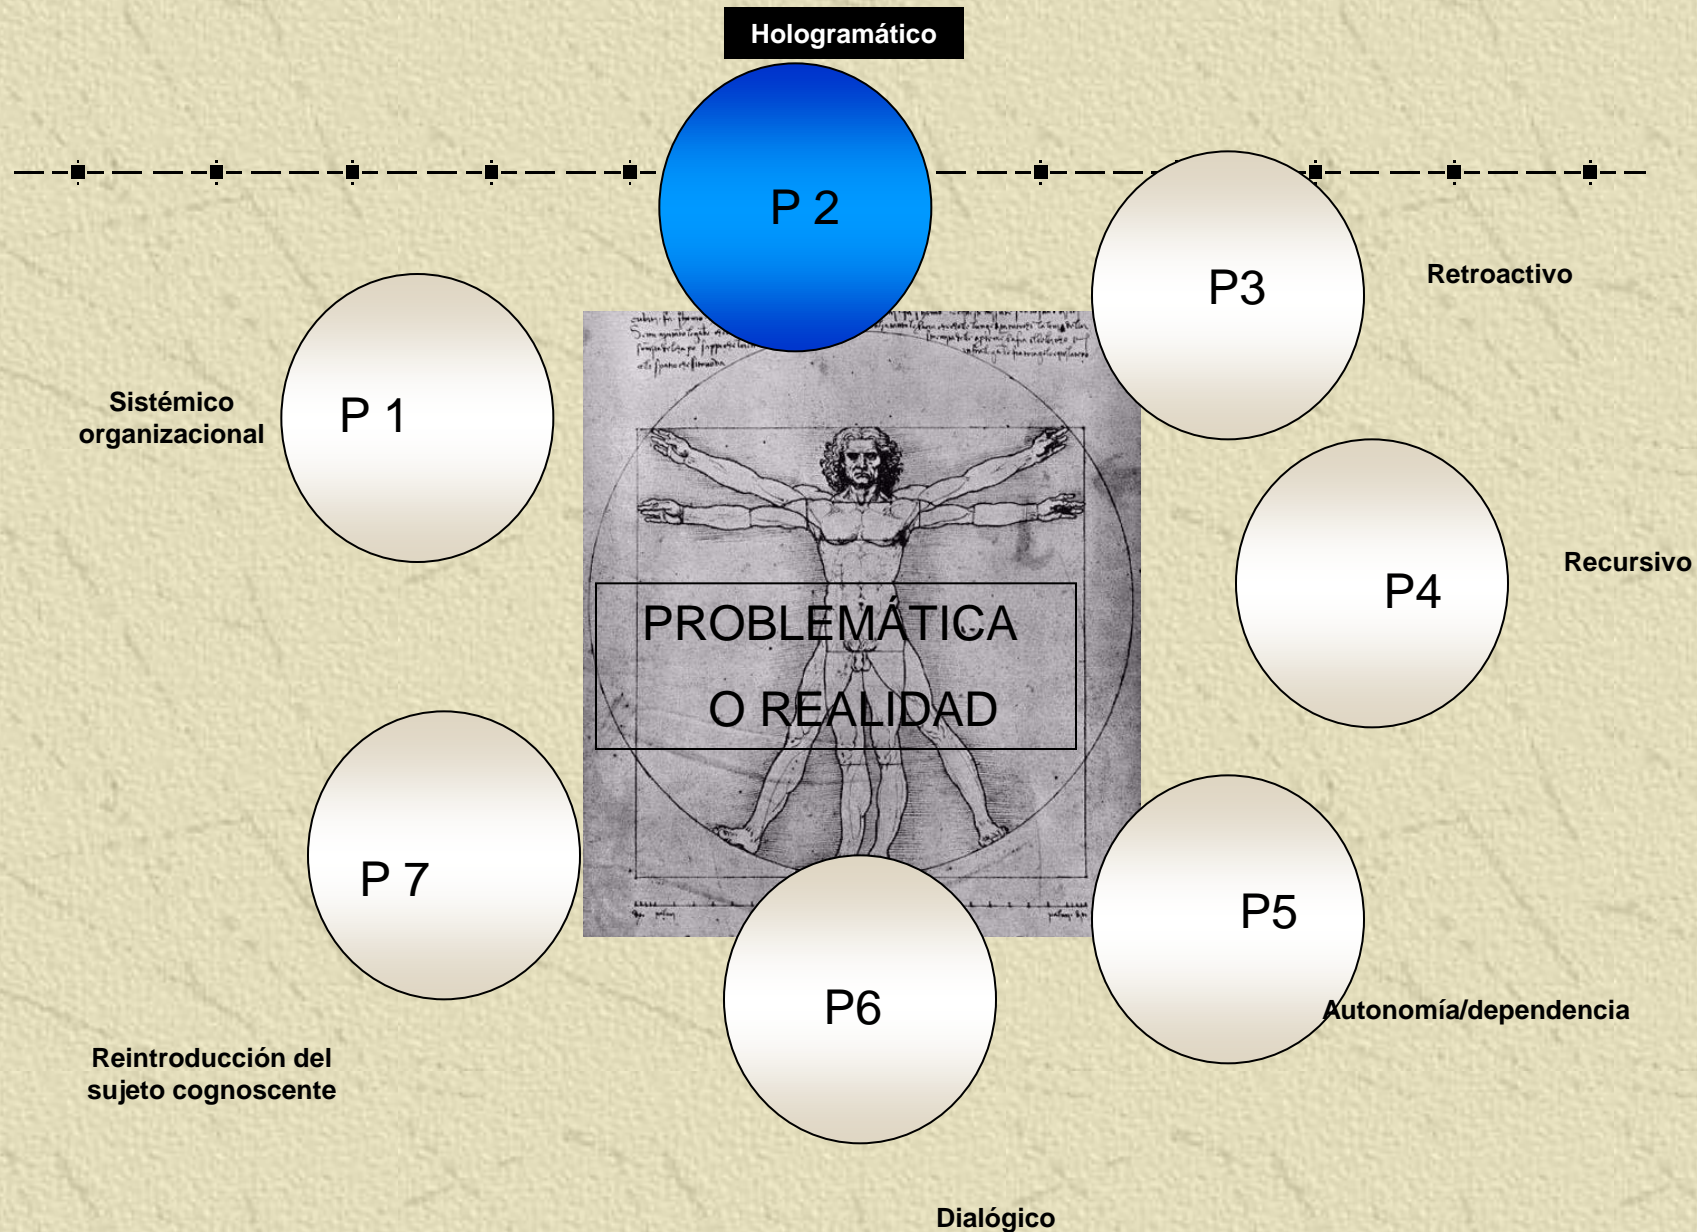 Hologramático
P 2
P3
Retroactivo
Sistémico
organizacional
P 1
P4
Recursivo
PROBLEMÁTICA
O REALIDAD
P 7
P5
Autonomía/dependencia
P6
Reintroducción del
sujeto cognoscente
Dialógico